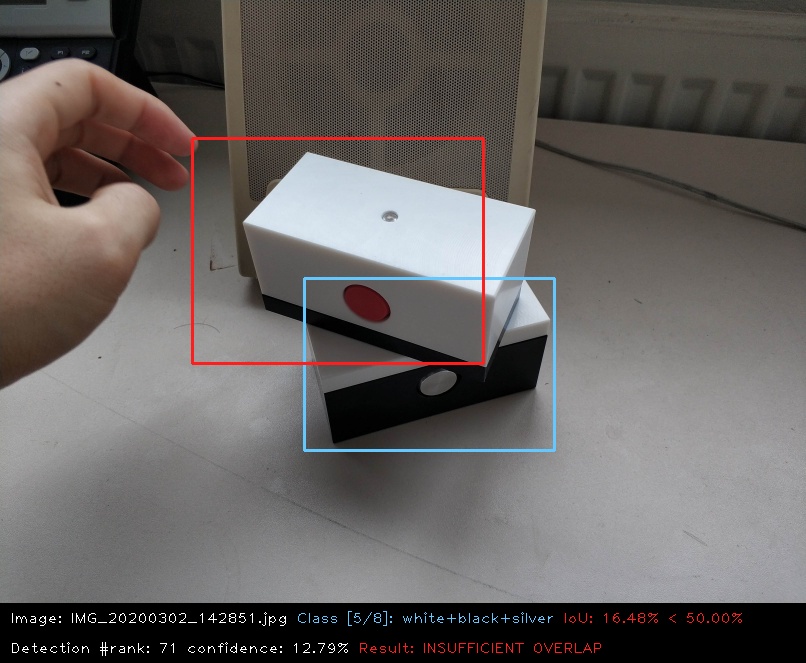 Image: IMG_20200302_142851.jpg Class [5/8]: white+black+silver IoU: 16.48% < 50.00%
Detection #rank: 71 confidence: 12.79% Result: INSUFFICIENT OVERLAP